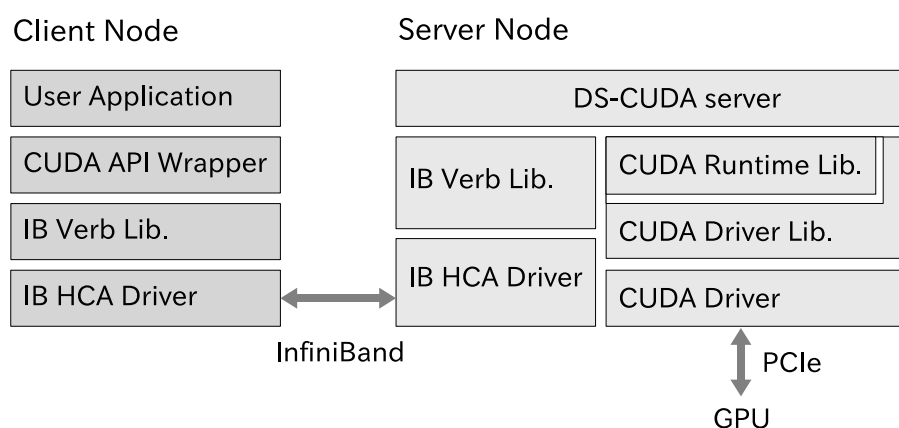 Client Node
User Application
CUDA API Wrapper
IB Verb Lib.
IB HCA Driver
InfiniBand
Server Node
DS-CUDA server
IB Verb Lib.
IB HCA Driver
CUDA Runtime Lib.
CUDA Driver Lib.
CUDA Driver
PCIe
GPU